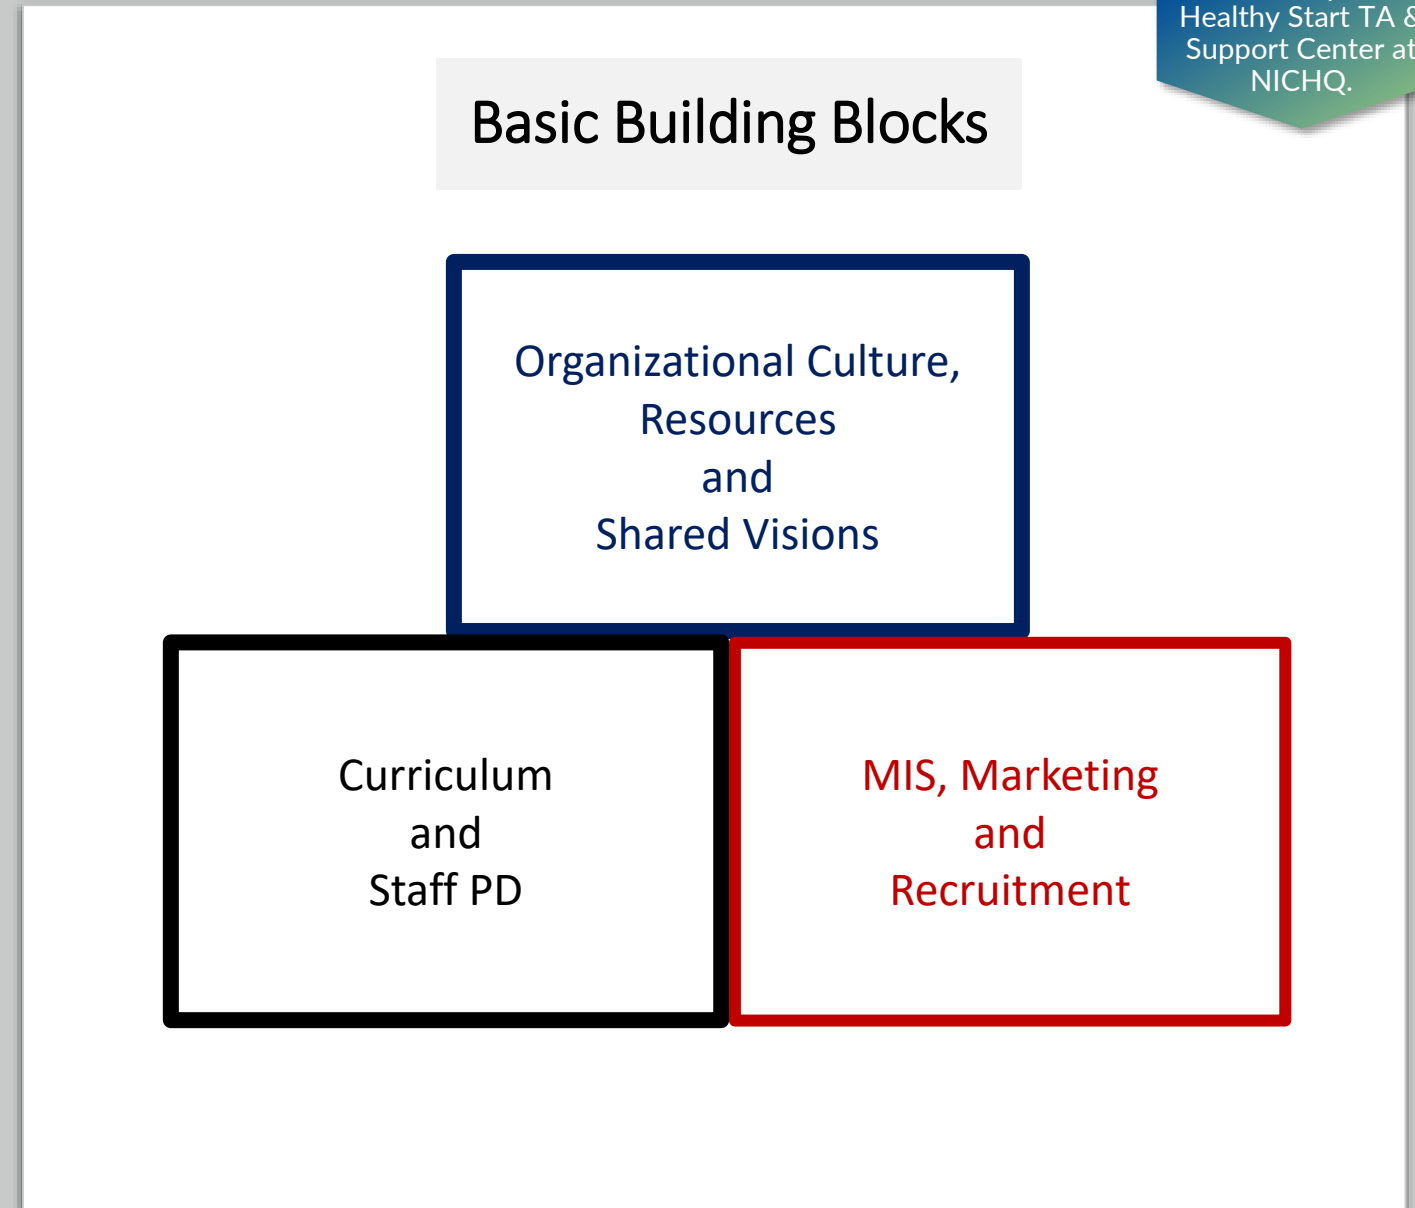 Healthy Start TA &
Support Center at
NICHQ.
Basic Building Blocks
Organizational Culture,
Resources
and
Shared Visions
Curriculum
and
Staff PD
MIS, Marketing
and
Recruitment